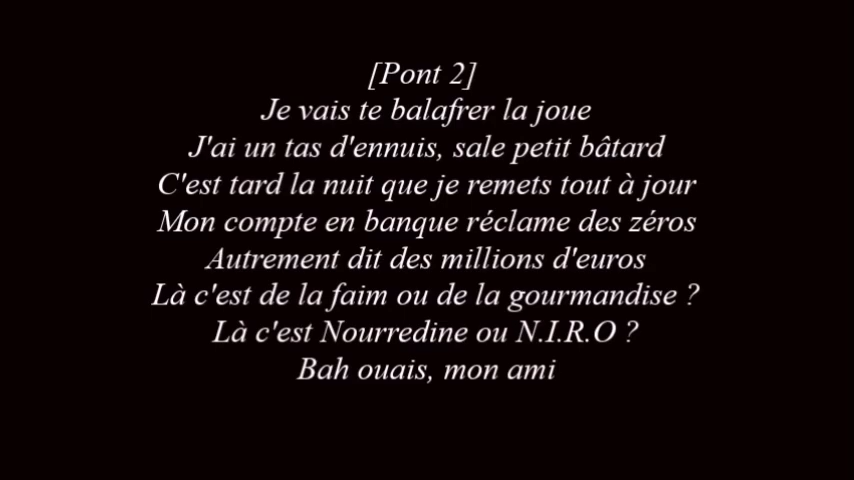 [Pont 2]
Je vais te balafrer la joue
J'ai un tas d'ennuis, sale petit bâtard
C'est tard la nuit que je remets tout à jour
Mon compte en banque réclame des zéros
Autrement dit des millions d'euros
Là c'est de la faim ou de la gourmandise ?
Là c'est Nourredine ou N.I.R.O ?
Bah ouais, mon ami